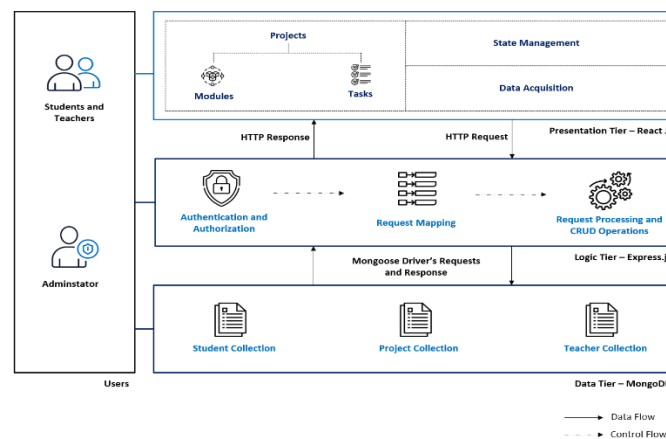 Projects
State Management
Modules
Tasks
Data Acquisition
Students and
Teachers
HTTP Response
HTTP Request
Presentation Tier – React
Authentication and
Authorization
Request Mapping
Request Processing and
CRUD Operations
Adminstator
Mongoose Driver's Requests
and Response
Logic Tier – Express.j
Student Collection
Project Collection
Teacher Collection
Users
Data Tier – MongoD
Data Flow
Control Flow